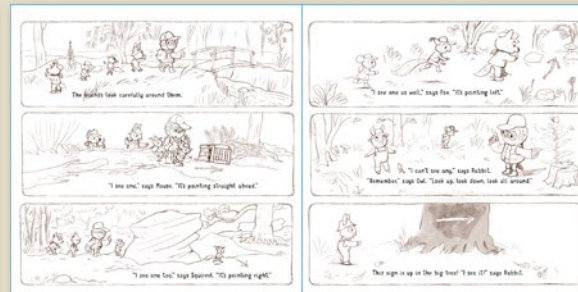 The friends look carefully around them.
"I see one," says Mouse. "It's pointing straight ahead."
"I see one too," says Squirrel. "It's pointing right."
"I see one as well," says Fox. "It's pointing left."
"I can't see any," says Rabbit.
"Remember," says Owl. "Look up, look down, look all around."
This sign is up in the big tree! "I see it!" says Rabbit.